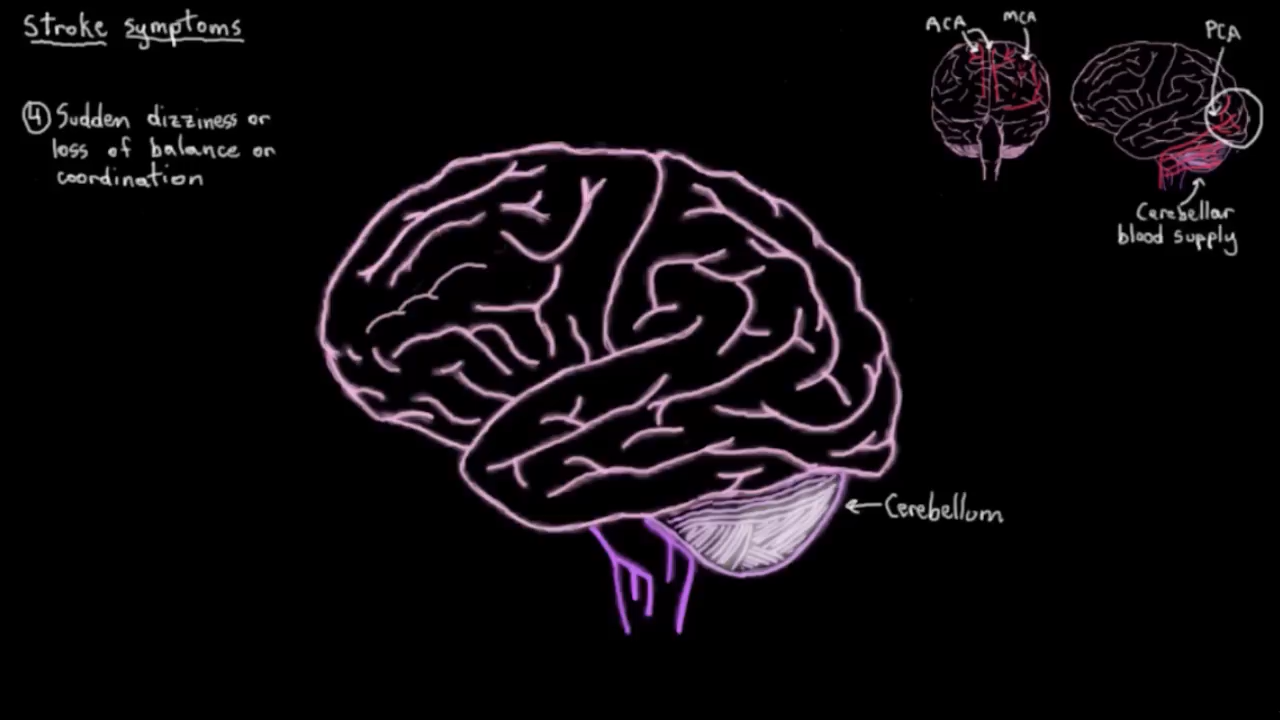 Stroke symptoms
4 Sudden dizziness or
loss of balance or
coordination
ACA
MCA
PCA
Cerebellar
blood supply
Cerebellum